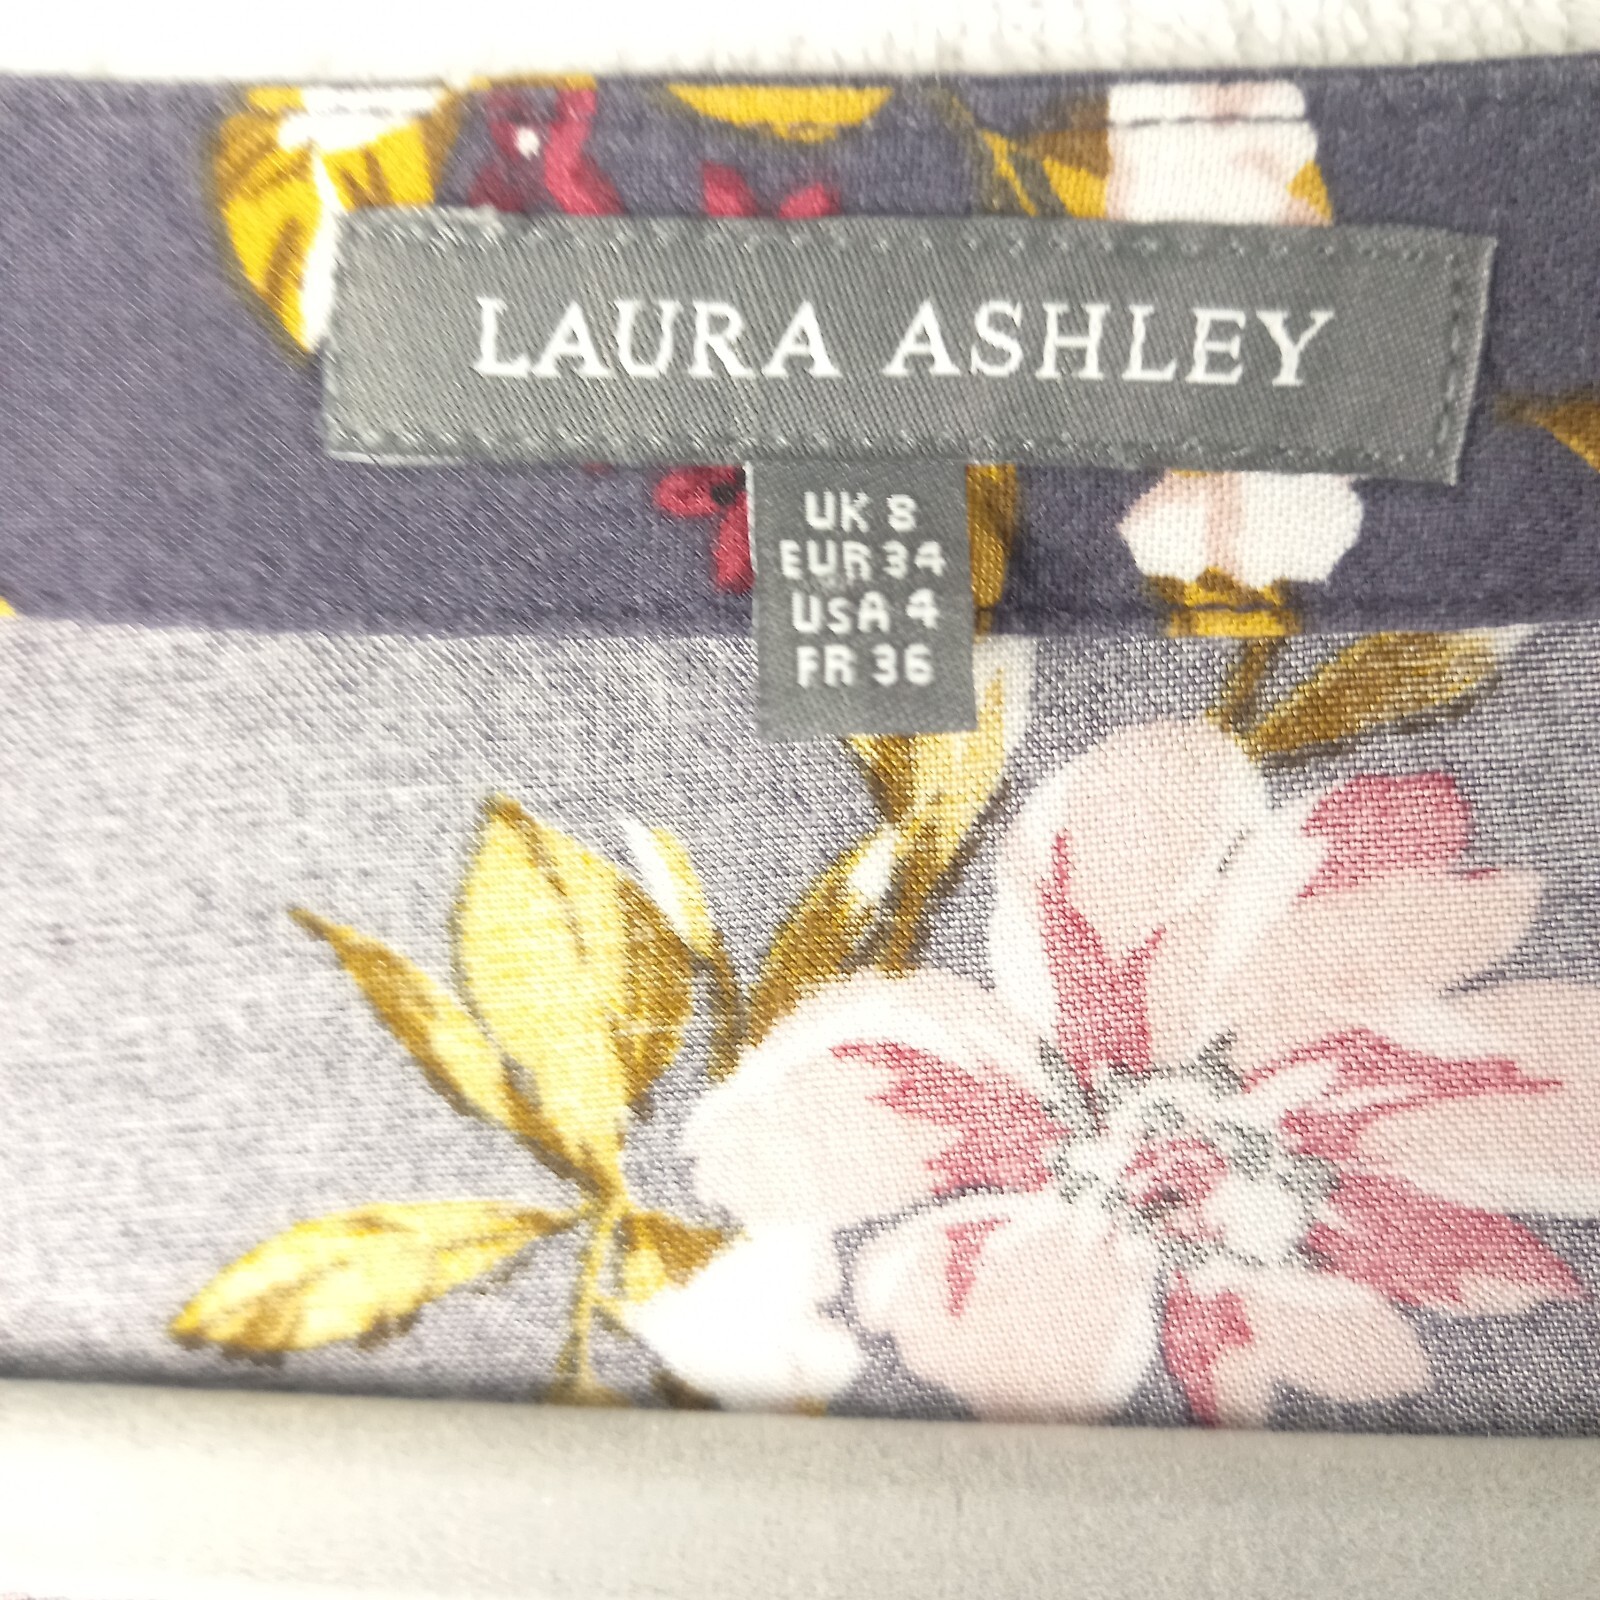 LAURA ASHLEY
UK 8
EUR 34
USA 4
FR 36